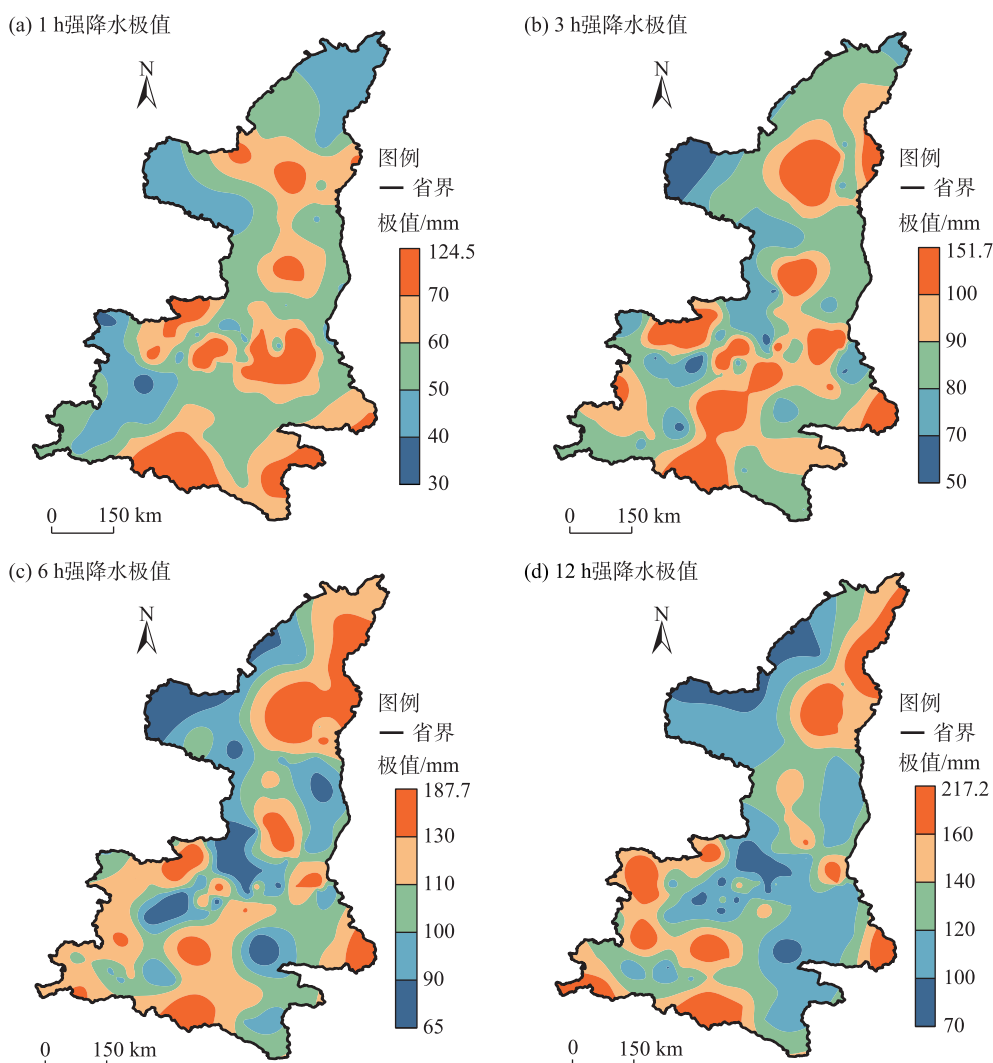 (a) 1 h强降水极值
N
图例
省界
极值/mm
124.5
70
60
50
40
30
0 150 km
(b) 3 h强降水极值
N
图例
省界
极值/mm
151.7
100
90
80
70
50
0 150 km
(c) 6 h强降水极值
N
图例
省界
极值/mm
187.7
130
110
100
90
65
0 150 km
(d) 12 h强降水极值
N
图例
省界
极值/mm
217.2
160
140
120
100
70
0 150 km